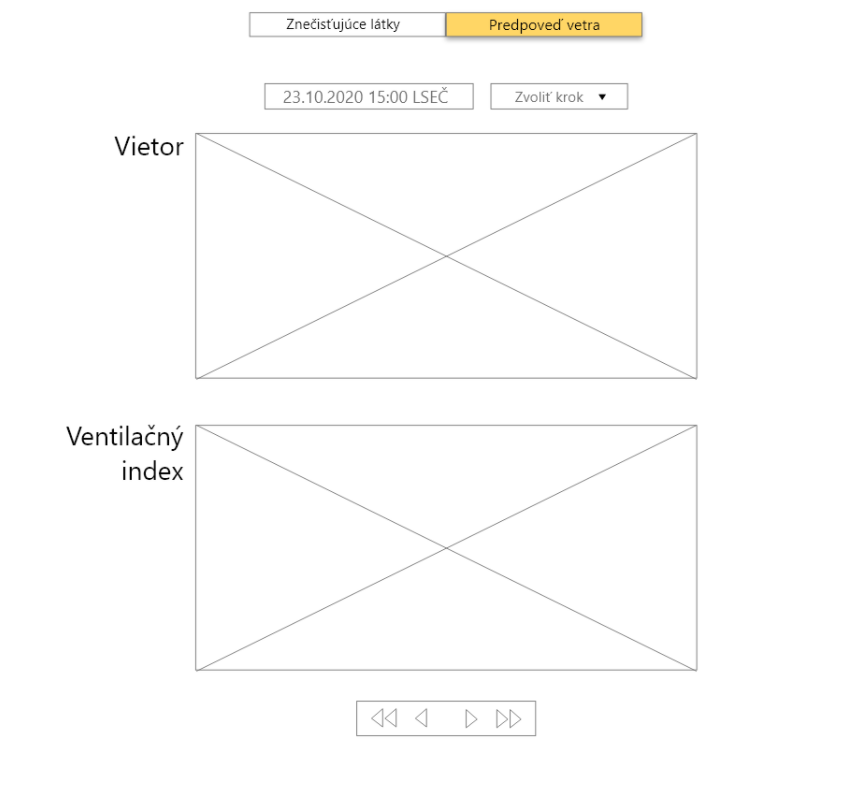 Znečisťujúce látky
Predpoveď vetra
23.10.2020 15:00 LSEČ
Zvoliť krok
Vietor
Ventilačný
index